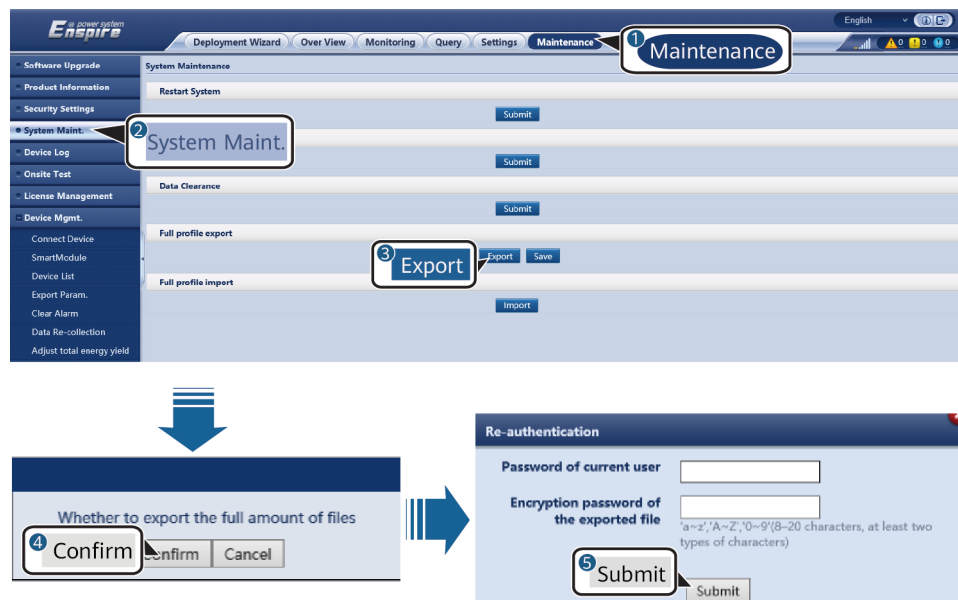 Enspire
power system
English
Deployment Wizard Over View Monitoring Query Settings Maintenance
1 Maintenance
0 0 0
Software Upgrade
System Maintenance
Product Information
Restart System
Security Settings
Submit
System Maint.
2 System Maint.
Device Log
Submit
Onsite Test
Data Clearance
License Management
Submit
Device Mgmt.
Full profile export
Connect Device
3 Export
Export Save
SmartModule
Device List
Full profile import
Export Param.
Import
Clear Alarm
Data Re-collection
Adjust total energy yield
Whether to export the full amount of files
4 Confirm
Cancel
Re-authentication
Password of current user
Encryption password of
the exported file
'a~z','A~Z','0~9'(8–20 characters, at least two
types of characters)
5 Submit
Submit